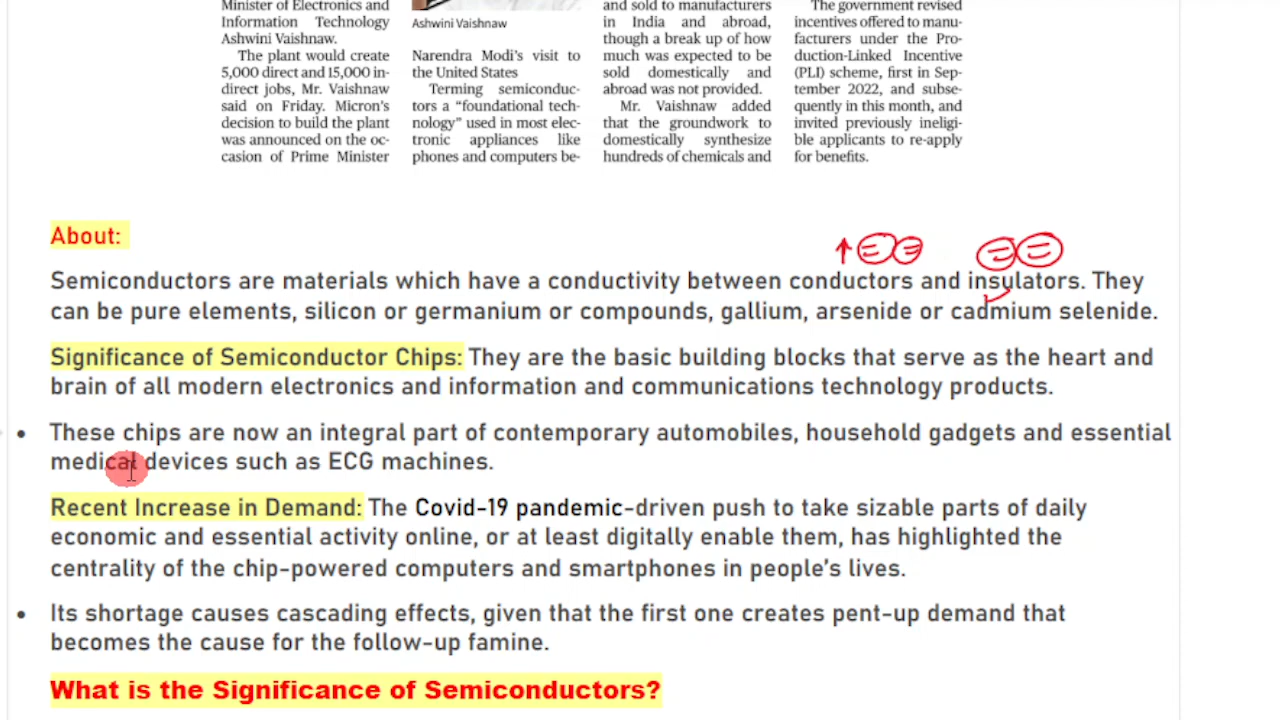 Minister of Electronics and
Information Technology
Ashwini Vaishnaw.
The plant would create
5,000 direct and 15,000 in-
direct jobs, Mr. Vaishnaw
said on Friday. Micron's
decision to build the plant
was announced on the oc-
casion of Prime Minister
Ashwini Vaishnaw
Narendra Modi's visit to
the United States
Terming semiconduc-
tors a “foundational tech-
nology” used in most elec-
tronic appliances like
phones and computers be-
and sold to manufacturers
in India and abroad,
though a break up of how
much was expected to be
sold domestically and
abroad was not provided.
Mr. Vaishnaw added
that the groundwork to
domestically synthesize
hundreds of chemicals and
The government revised
incentives offered to manu-
facturers under the Pro-
duction-Linked Incentive
(PLI) scheme, first in Sep-
tember 2022, and subse-
quently in this month, and
invited previously ineligi-
ble applicants to re-apply
for benefits.
About:
Semiconductors are materials which have a conductivity between conductors and insulators. They
can be pure elements, silicon or germanium or compounds, gallium, arsenide or cadmium selenide.
Significance of Semiconductor Chips: They are the basic building blocks that serve as the heart and
brain of all modern electronics and information and communications technology products.
• These chips are now an integral part of contemporary automobiles, household gadgets and essential
medical devices such as ECG machines.
Recent Increase in Demand: The Covid-19 pandemic-driven push to take sizable parts of daily
economic and essential activity online, or at least digitally enable them, has highlighted the
centrality of the chip-powered computers and smartphones in people's lives.
• Its shortage causes cascading effects, given that the first one creates pent-up demand that
becomes the cause for the follow-up famine.
What is the Significance of Semiconductors?